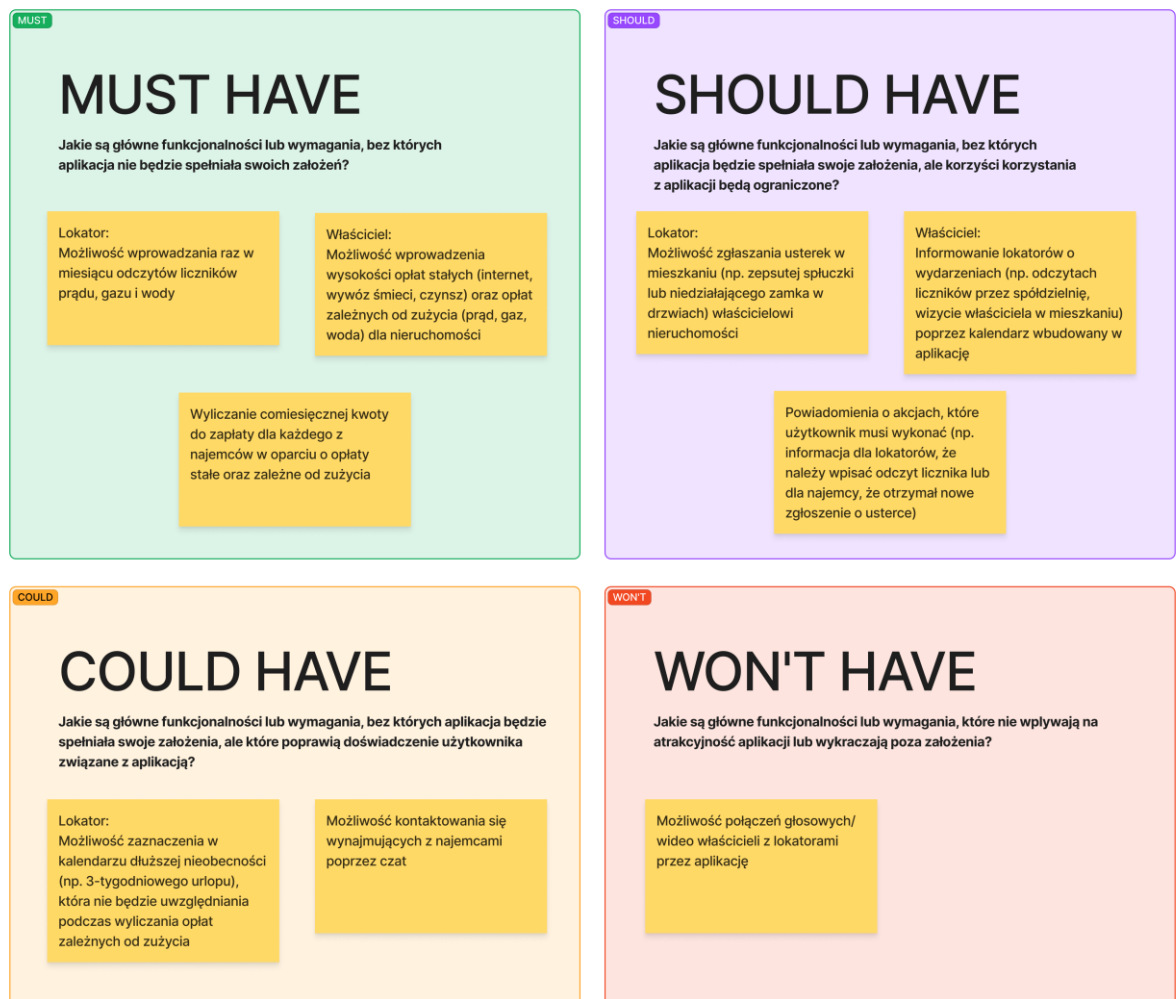 MUST
MUST HAVE
Jakie są główne funkcjonalności lub wymagania, bez których
aplikacja nie będzie spełniała swoich założeń?
Lokator:
Możliwość wprowadzania raz w
miesiącu odczytów liczników
prądu, gazu i wody
Właściciel:
Możliwość wprowadzenia
wysokości opłat stałych (internet,
wywóz śmieci, czynsz) oraz opłat
zależnych od zużycia (prąd, gaz,
woda) dla nieruchomości
Wyliczanie comiesięcznej kwoty
do zapłaty dla każdego z
najemców w oparciu o opłaty
stałe oraz zależne od zużycia
SHOULD
SHOULD HAVE
Jakie są główne funkcjonalności lub wymagania, bez których
aplikacja będzie spełniała swoje założenia, ale korzyści korzystania
z aplikacji będą ograniczone?
Lokator:
Możliwość zgłaszania usterek w
mieszkaniu (np. zepsutej spłuczki
lub niedziałającego zamka w
drzwiach) właścicielowi
nieruchomości
Właściciel:
Informowanie lokatorów o
wydarzeniach (np. odczytach
liczników przez spółdzielnię,
wizycie właściciela w mieszkaniu)
poprzez kalendarz wbudowany w
aplikację
Powiadomienia o akcjach, które
użytkownik musi wykonać (np.
informacja dla lokatorów, że
należy wpisać odczyt licznika lub
dla najemcy, że otrzymał nowe
zgłoszenie o usterce)
COULD
COULD HAVE
Jakie są główne funkcjonalności lub wymagania, bez których aplikacja będzie
spełniała swoje założenia, ale które poprawią doświadczenie użytkownika
związane z aplikacją?
Lokator:
Możliwość zaznaczenia w
kalendarzu dłuższej nieobecności
(np. 3-tygodniowego urlopu),
która nie będzie uwzględniania
podczas wyliczania opłat
zależnych od zużycia
Możliwość kontaktowania się
wynajmujących z najemcami
poprzez czat
WON'T
WON'T HAVE
Jakie są główne funkcjonalności lub wymagania, które nie wplywają na
atrakcyjność aplikacji lub wykraczają poza założenia?
Możliwość połączeń głosowych/
wideo właścicieli z lokatorami
przez aplikację